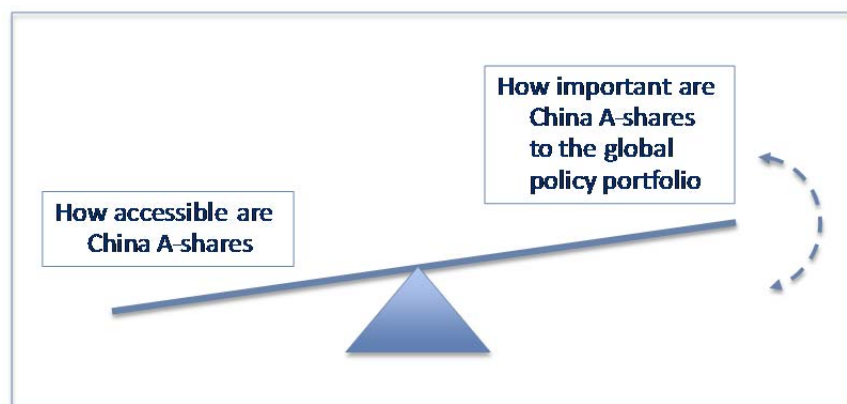 How important are
China A-shares
to the global
policy portfolio
How accessible are
China A-shares